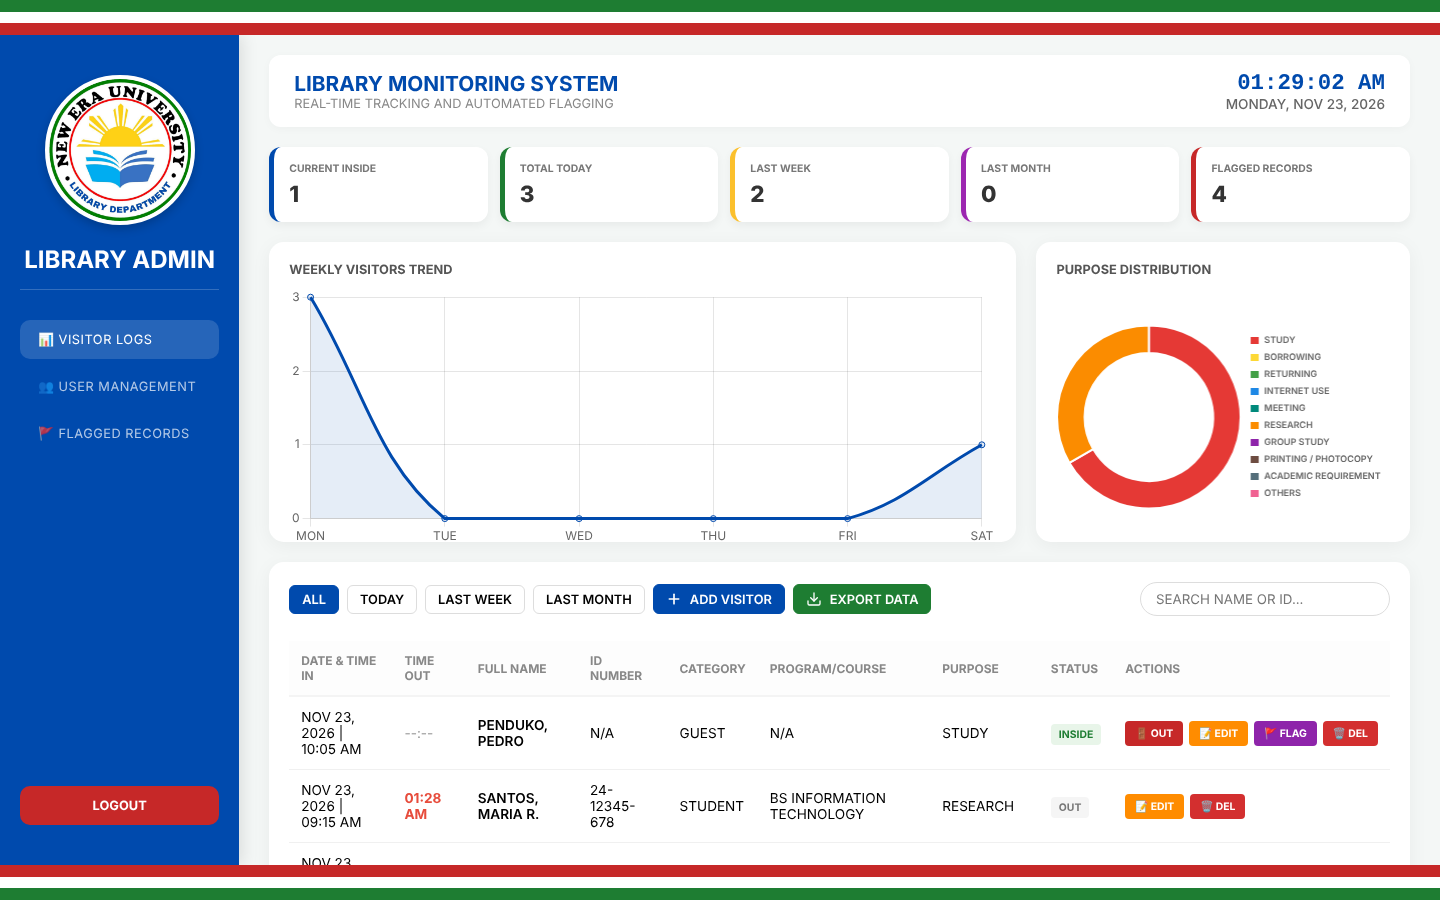 NEW ERA UNIVERSITY
• LIBRARY DEPARTMENT •
LIBRARY ADMIN
📊 VISITOR LOGS
👥 USER MANAGEMENT
🚩 FLAGGED RECORDS
LOGOUT
LIBRARY MONITORING SYSTEM
REAL-TIME TRACKING AND AUTOMATED FLAGGING
01:29:02 AM
MONDAY, NOV 23, 2026
CURRENT INSIDE
1
TOTAL TODAY
3
LAST WEEK
2
LAST MONTH
0
FLAGGED RECORDS
4
WEEKLY VISITORS TREND
3
2
1
0
MON TUE WED THU FRI SAT
PURPOSE DISTRIBUTION
STUDY
BORROWING
RETURNING
INTERNET USE
MEETING
RESEARCH
GROUP STUDY
PRINTING / PHOTOCOPY
ACADEMIC REQUIREMENT
OTHERS
ALL TODAY LAST WEEK LAST MONTH + ADD VISITOR EXPORT DATA
SEARCH NAME OR ID...
DATE & TIME
IN
TIME
OUT
FULL NAME
ID
NUMBER
CATEGORY
PROGRAM/COURSE
PURPOSE
STATUS
ACTIONS
NOV 23,
2026 |
10:05 AM
--:--
PENDUKO,
PEDRO
N/A
GUEST
N/A
STUDY
INSIDE
🚪 OUT 📝 EDIT 🚩 FLAG 🗑️ DEL
NOV 23,
2026 |
09:15 AM
01:28
AM
SANTOS,
MARIA R.
24-
12345-
678
STUDENT
BS INFORMATION
TECHNOLOGY
RESEARCH
OUT
📝 EDIT 🗑️ DEL
NOV 23,